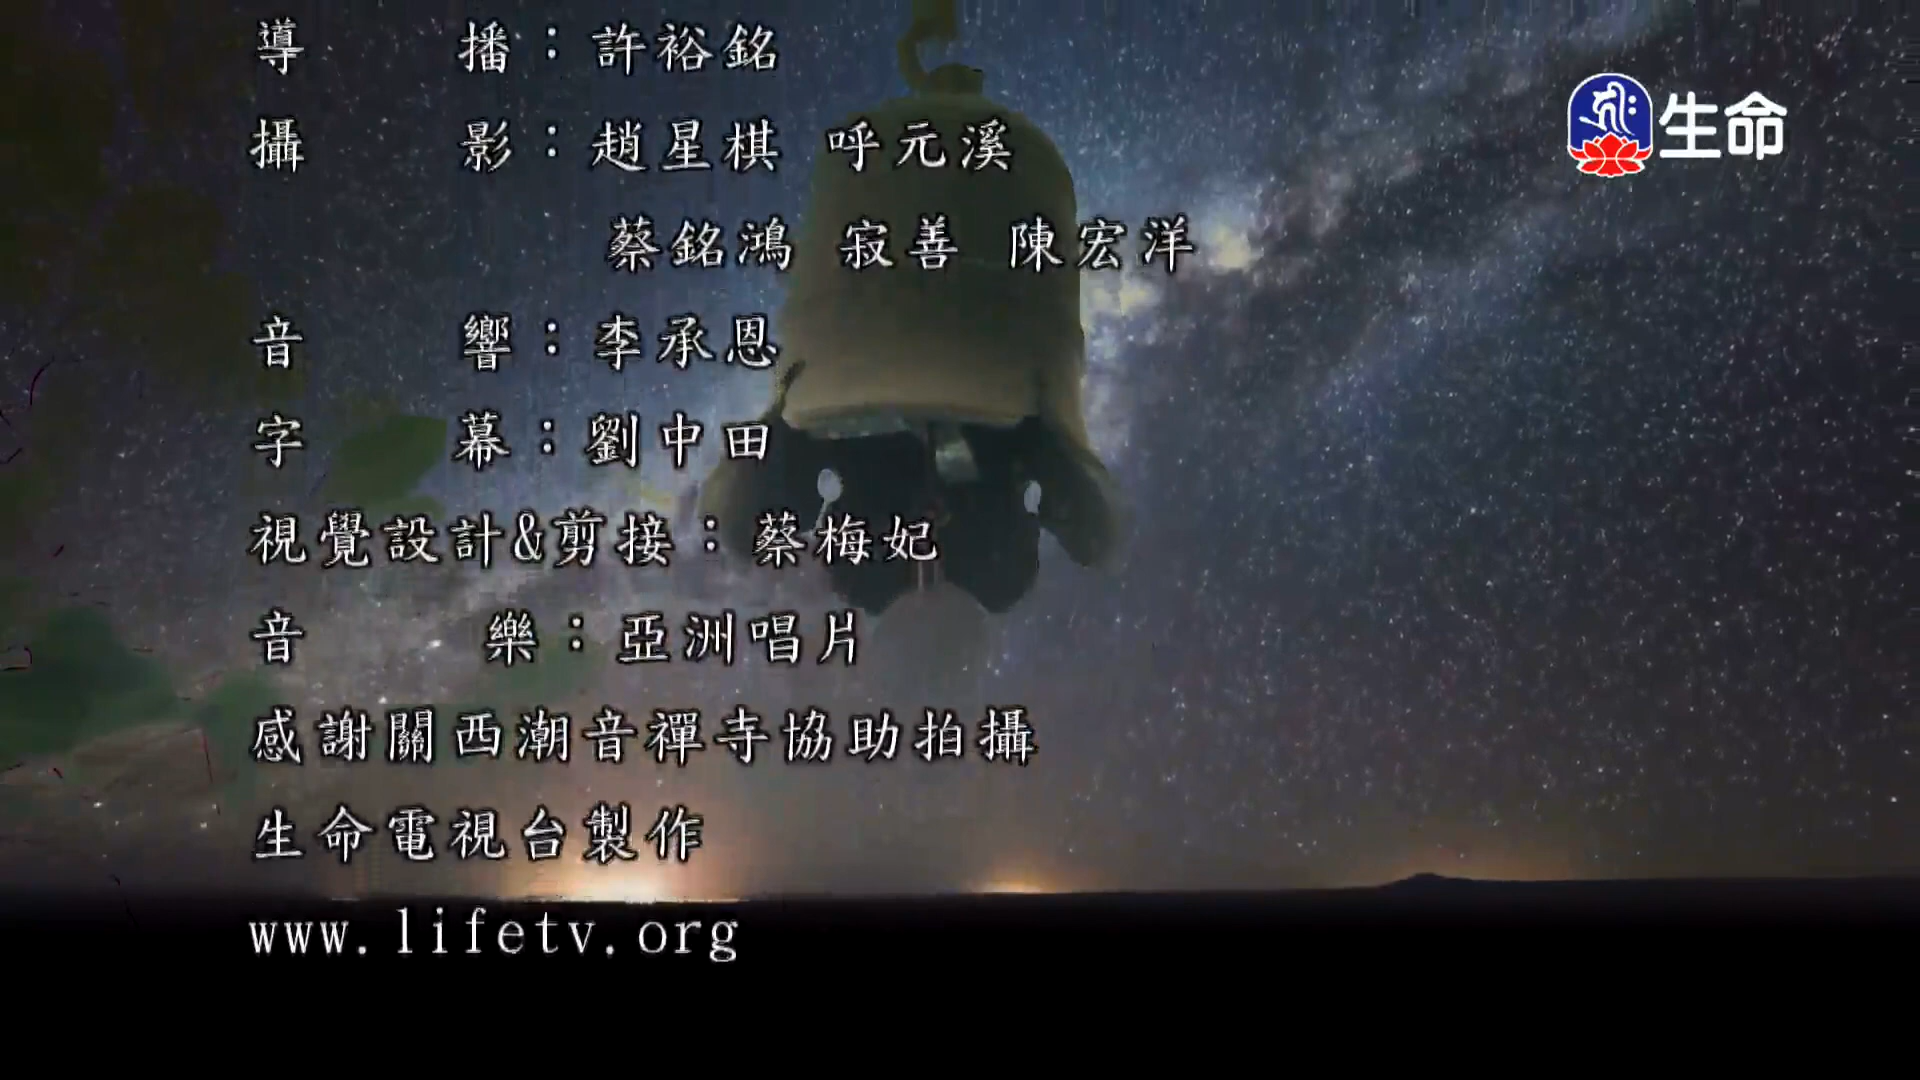 導 播：許裕銘
生命
攝 影：趙星棋 呼元溪
蔡銘鴻 寂善 陳宏洋
音 響：李承恩
字 幕：劉中田
視覺設計&剪接：蔡梅妃
音 樂：亞洲唱片
感謝關西潮音禪寺協助拍攝
生命電視台製作
www.lifetv.org